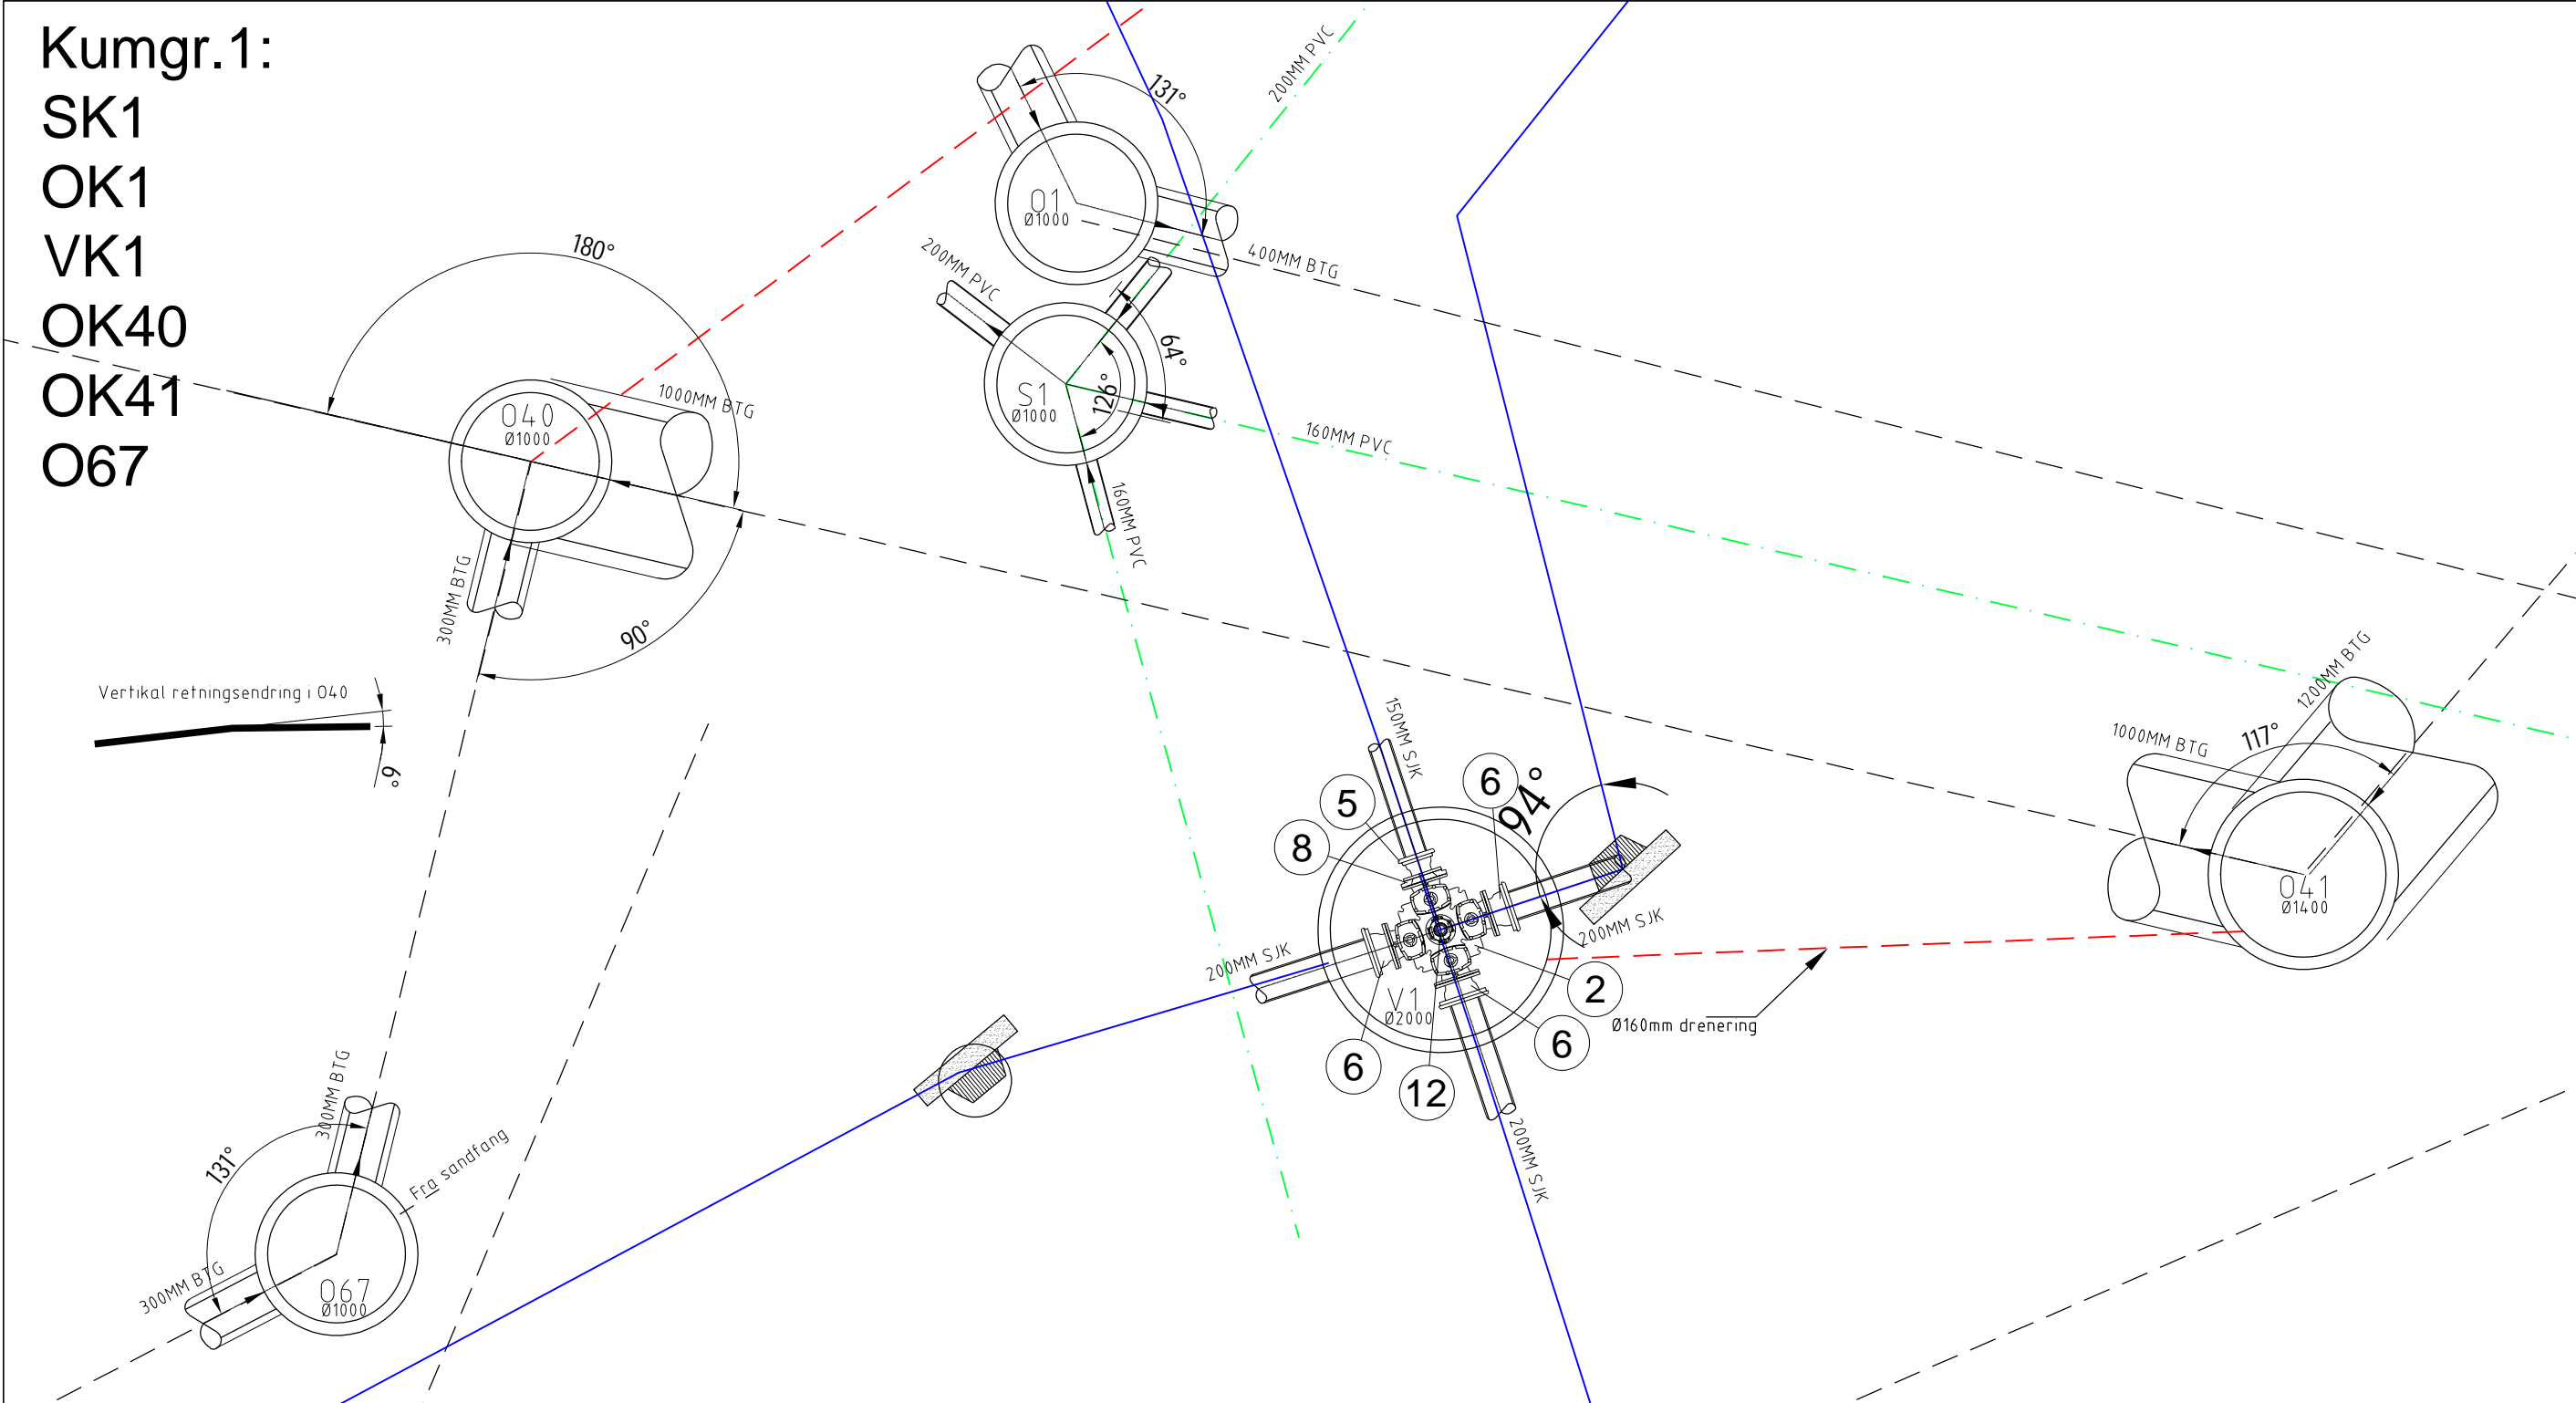 Kumgr.1:
SK1
OK1
VK1
OK40
OK41
O67
131°
200MM PVC
O1
Ø1000
400MM BTG
200MM PVC
64°
126°
S1
Ø1000
160MM PVC
160MM PVC
180°
O40
Ø1000
1000MM BTG
300MM BTG
90°
Vertikal retningsendring i O40
6°
150MM SJK
5
6
94°
8
200MM SJK
200MM SJK
V1
Ø2000
2
6
6
12
200MM SJK
Ø160mm drenering
1200MM BTG
1000MM BTG
117°
O41
Ø1400
300MM BTG
131°
Fra sandfang
300MM BTG
O67
Ø1000